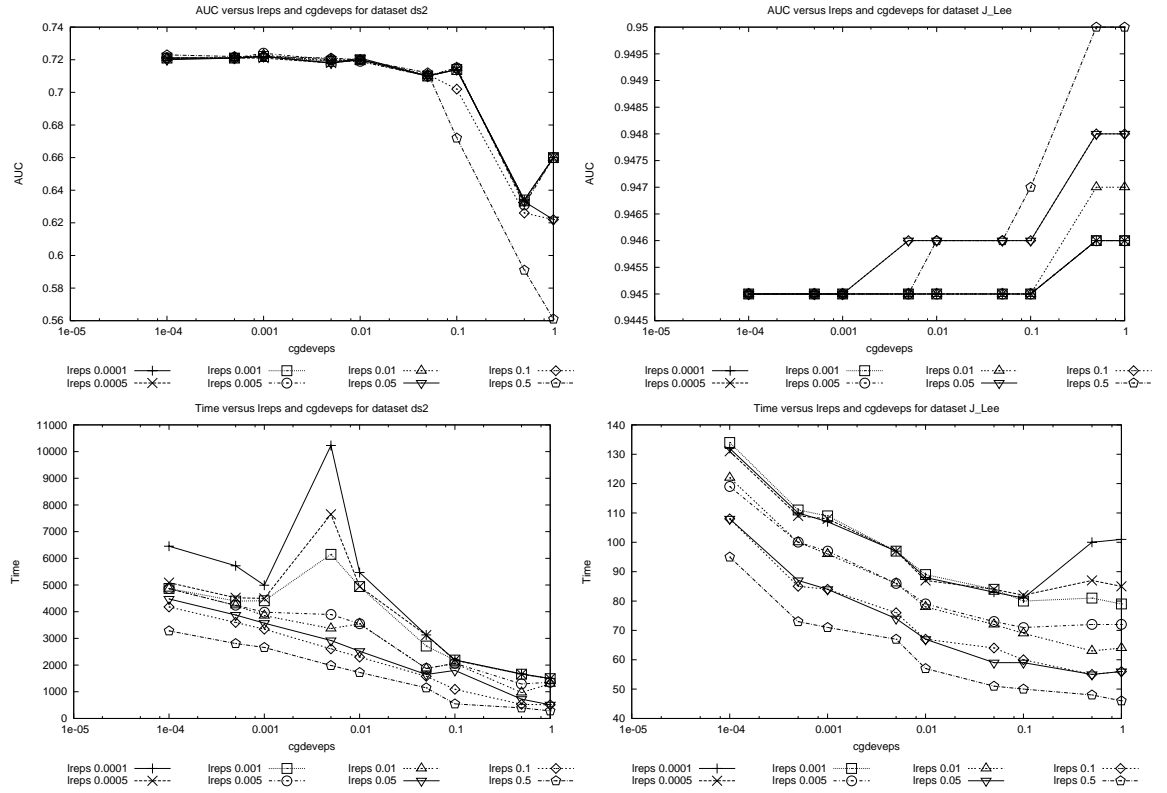 AUC versus lreps and cgdeveps for dataset ds2
0.74
0.72
0.7
0.68
0.66
0.64
0.62
0.6
0.58
0.56
AUC
1e-05 1e-04 0.001 0.01 0.1 1
cgdeveps
lreps 0.0001 lreps 0.001 lreps 0.01 lreps 0.1
lreps 0.0005 lreps 0.005 lreps 0.05 lreps 0.5
AUC versus lreps and cgdeveps for dataset J_Lee
0.95
0.9495
0.949
0.9485
0.948
0.9475
0.947
0.9465
0.946
0.9455
0.945
0.9445
AUC
1e-05 1e-04 0.001 0.01 0.1 1
cgdeveps
lreps 0.0001 lreps 0.001 lreps 0.01 lreps 0.1
lreps 0.0005 lreps 0.005 lreps 0.05 lreps 0.5
Time versus lreps and cgdeveps for dataset ds2
11000
10000
9000
8000
7000
6000
5000
4000
3000
2000
1000
0
Time
1e-05 1e-04 0.001 0.01 0.1 1
cgdeveps
lreps 0.0001 lreps 0.001 lreps 0.01 lreps 0.1
lreps 0.0005 lreps 0.005 lreps 0.05 lreps 0.5
Time versus lreps and cgdeveps for dataset J_Lee
140
130
120
110
100
90
80
70
60
50
40
Time
1e-05 1e-04 0.001 0.01 0.1 1
cgdeveps
lreps 0.0001 lreps 0.001 lreps 0.01 lreps 0.1
lreps 0.0005 lreps 0.005 lreps 0.05 lreps 0.5